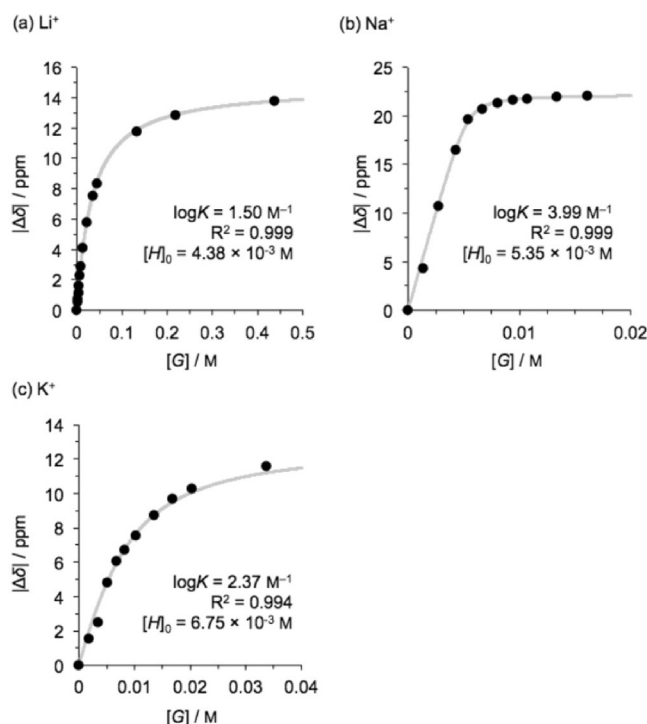 (a) Li⁺
|Δδ| / ppm
16
14
12
10
8
6
4
2
0
logK = 1.50 M⁻¹
R² = 0.999
[H]₀ = 4.38 × 10⁻³ M
0 0.1 0.2 0.3 0.4 0.5
[G] / M
(b) Na⁺
|Δδ| / ppm
25
20
15
10
5
0
logK = 3.99 M⁻¹
R² = 0.999
[H]₀ = 5.35 × 10⁻³ M
0 0.01 0.02
[G] / M
(c) K⁺
|Δδ| / ppm
14
12
10
8
6
4
2
0
logK = 2.37 M⁻¹
R² = 0.994
[H]₀ = 6.75 × 10⁻³ M
0 0.01 0.02 0.03 0.04
[G] / M